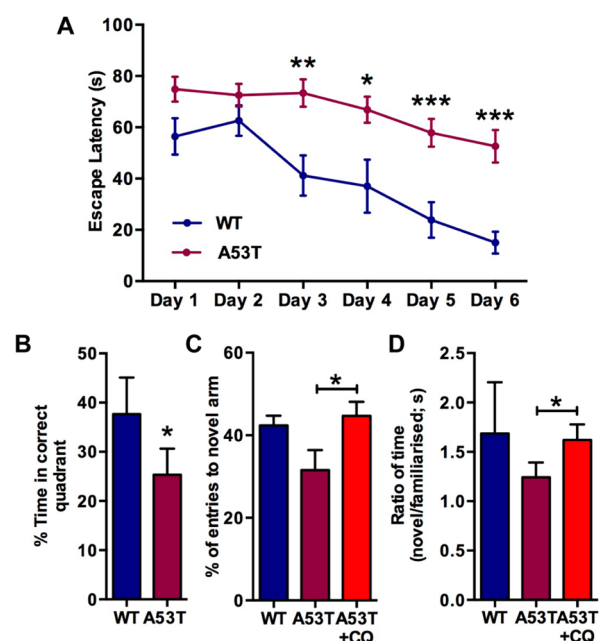 A
100
80
60
40
20
0
Escape Latency (s)
**
*
***
***
WT
A53T
Day 1 Day 2 Day 3 Day 4 Day 5 Day 6
B
50
40
30
20
10
0
% Time in correct
quadrant
*
WT A53T
C
60
40
20
0
% of entries to novel arm
*
WT A53T A53T
+CQ
D
2.5
2.0
1.5
1.0
0.5
0.0
Ratio of time
(novel/familiarised; s)
*
WT A53T A53T
+CQ